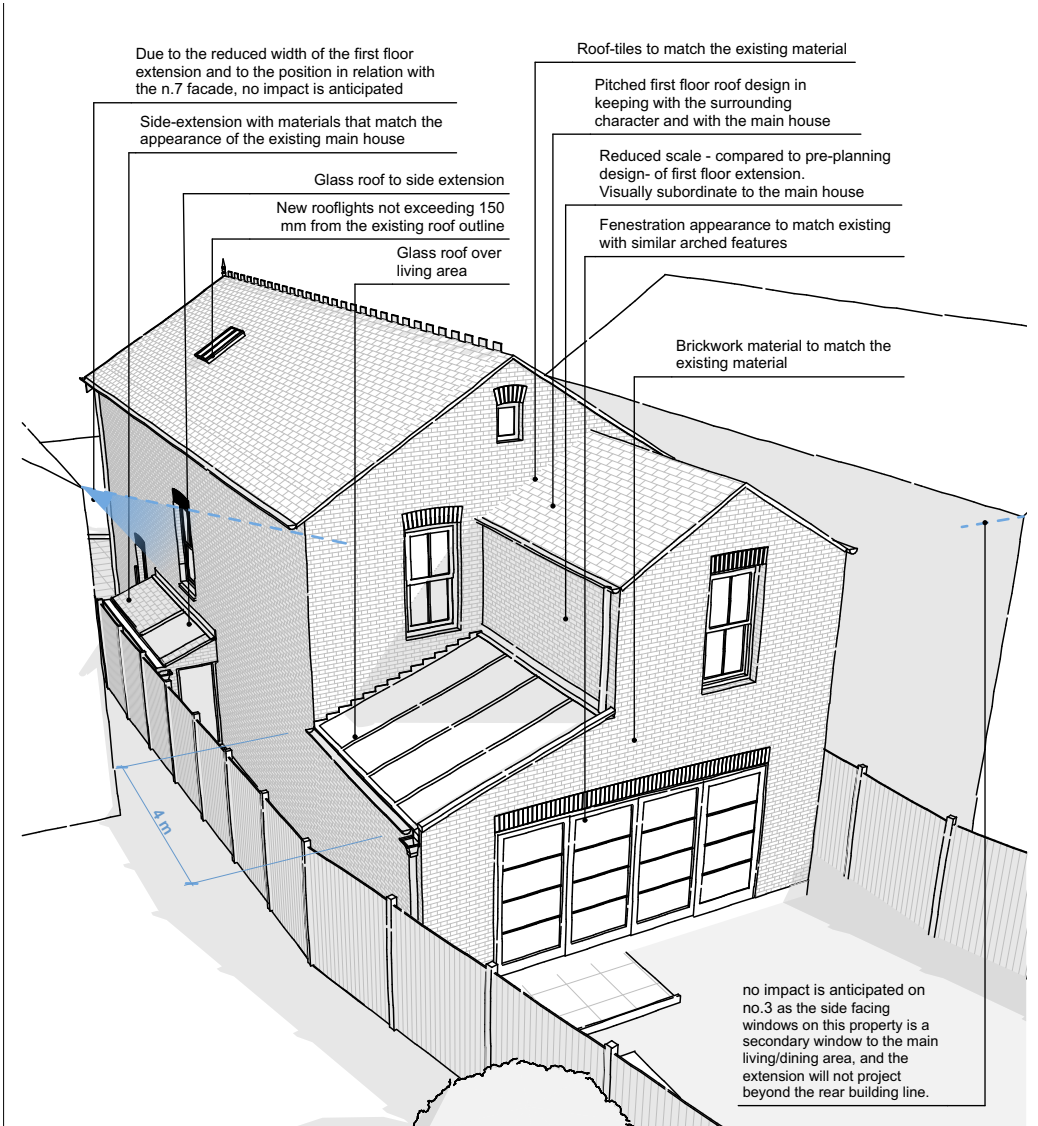 Due to the reduced width of the first floor
extension and to the position in relation with
the n.7 facade, no impact is anticipated
Side-extension with materials that match the
appearance of the existing main house
Glass roof to side extension
New rooflights not exceeding 150
mm from the existing roof outline
Glass roof over
living area
Roof-tiles to match the existing material
Pitched first floor roof design in
keeping with the surrounding
character and with the main house
Reduced scale - compared to pre-planning
design- of first floor extension.
Visually subordinate to the main house
Fenestration appearance to match existing
with similar arched features
Brickwork material to match the
existing material
4 m
no impact is anticipated on
no.3 as the side facing
windows on this property is a
secondary window to the main
living/dining area, and the
extension will not project
beyond the rear building line.